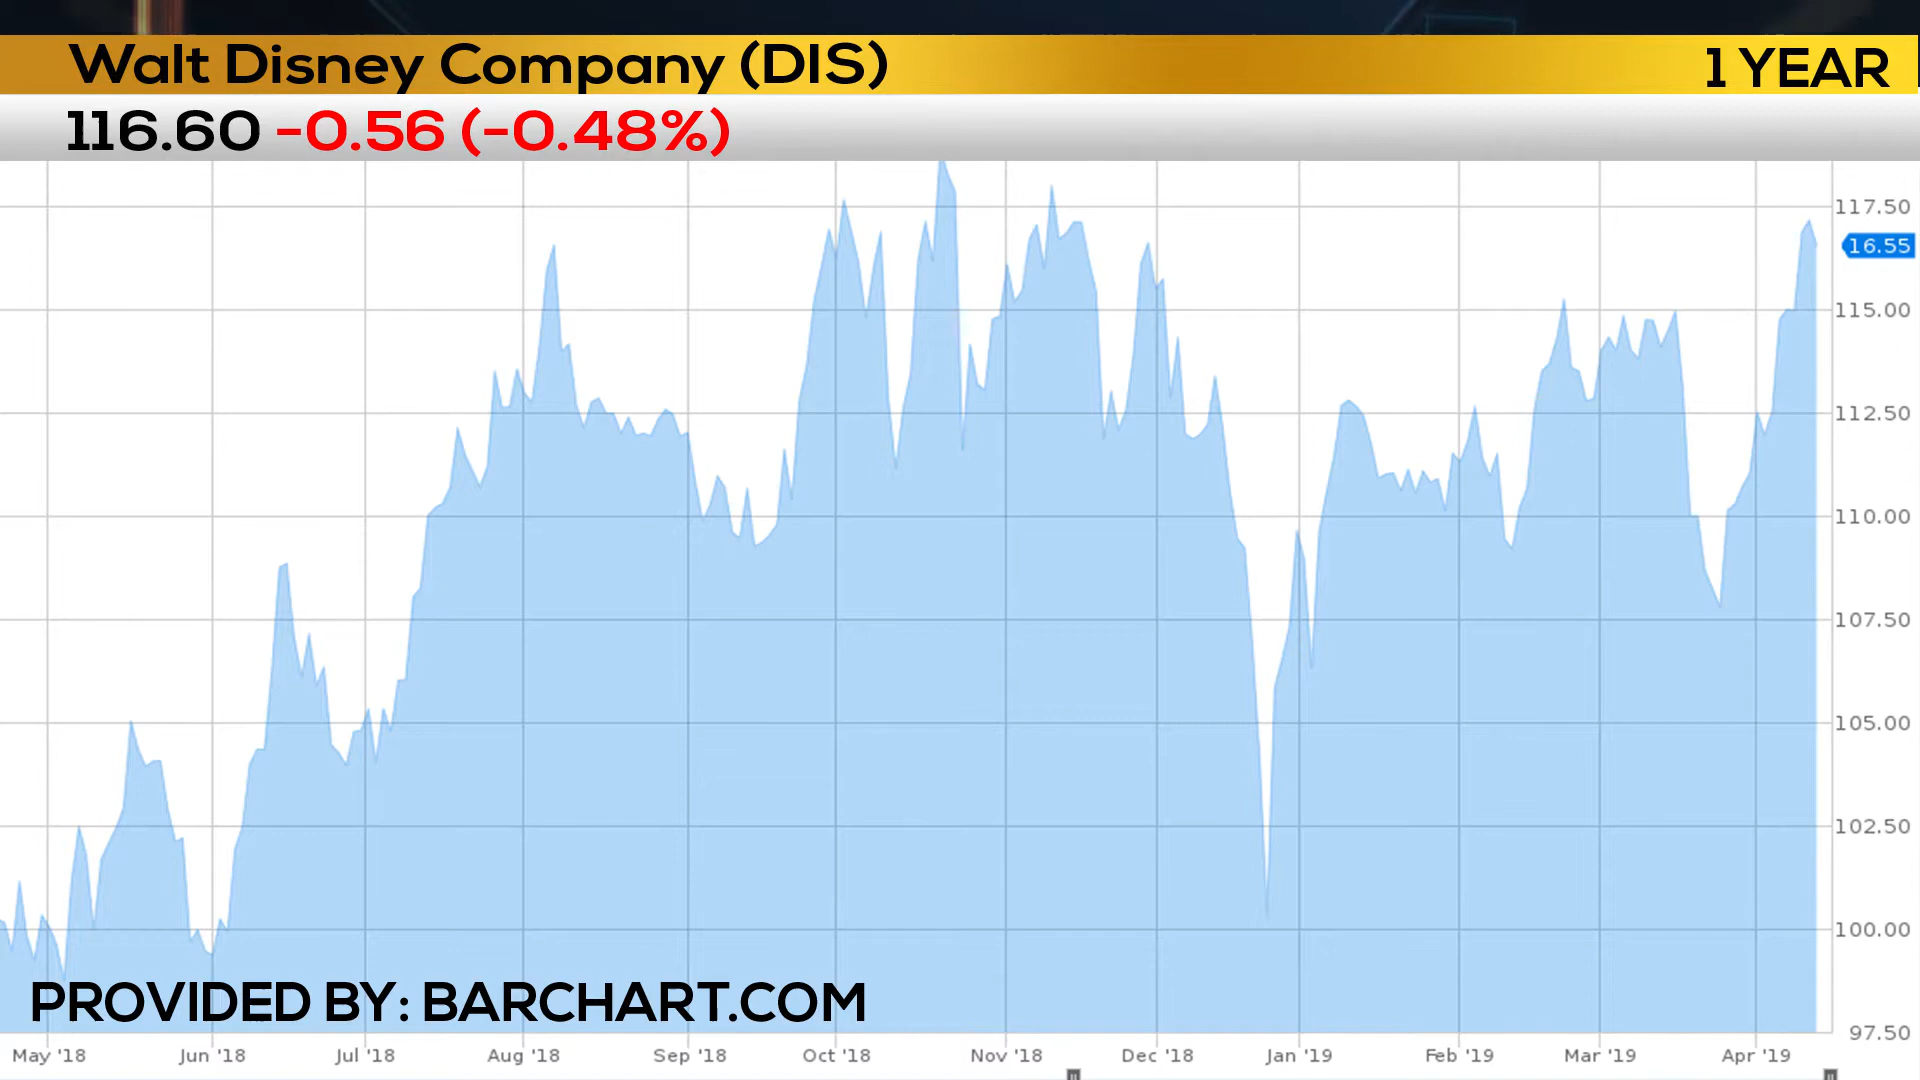 Walt Disney Company (DIS) 1 YEAR
116.60 -0.56 (-0.48%)
117.50
16.55
115.00
112.50
110.00
107.50
105.00
102.50
100.00
97.50
PROVIDED BY: BARCHART.COM
May '18 Jun '18 Jul '18 Aug '18 Sep '18 Oct '18 Nov '18 Dec '18 Jan '19 Feb '19 Mar '19 Apr '19